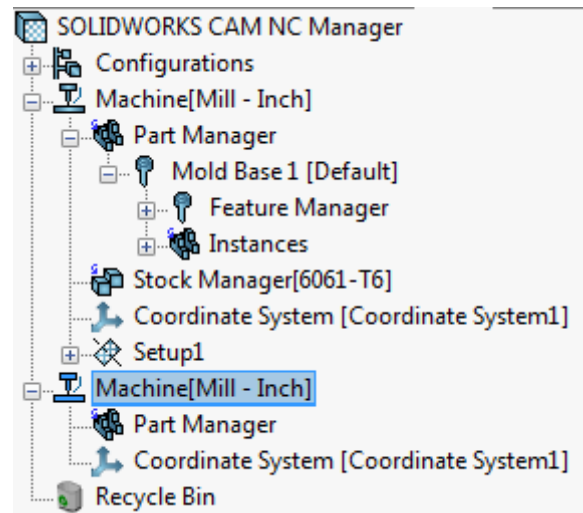 SOLIDWORKS CAM NC Manager
Configurations
Machine[Mill - Inch]
Part Manager
Mold Base 1 [Default]
Feature Manager
Instances
Stock Manager[6061-T6]
Coordinate System [Coordinate System1]
Setup1
Machine[Mill - Inch]
Part Manager
Coordinate System [Coordinate System1]
Recycle Bin